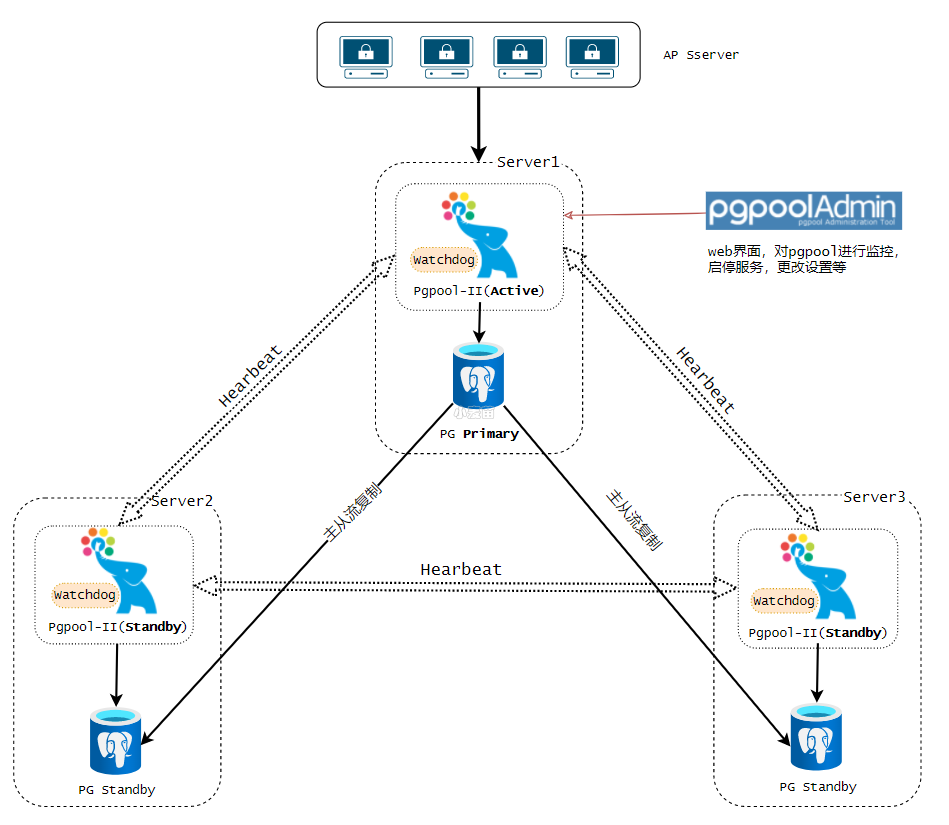 AP Sserver
Server1
pgpoolAdmin
pgpool Administration Tool
web界面，对pgpool进行监控，
启停服务，更改设置等
Watchdog
Pgpool-II(Active)
Hearbeat
Hearbeat
PG Primary
主从流复制
主从流复制
Server2
Server3
Watchdog
Pgpool-II(Standby)
Hearbeat
Watchdog
Pgpool-II(Standby)
PG Standby
PG Standby